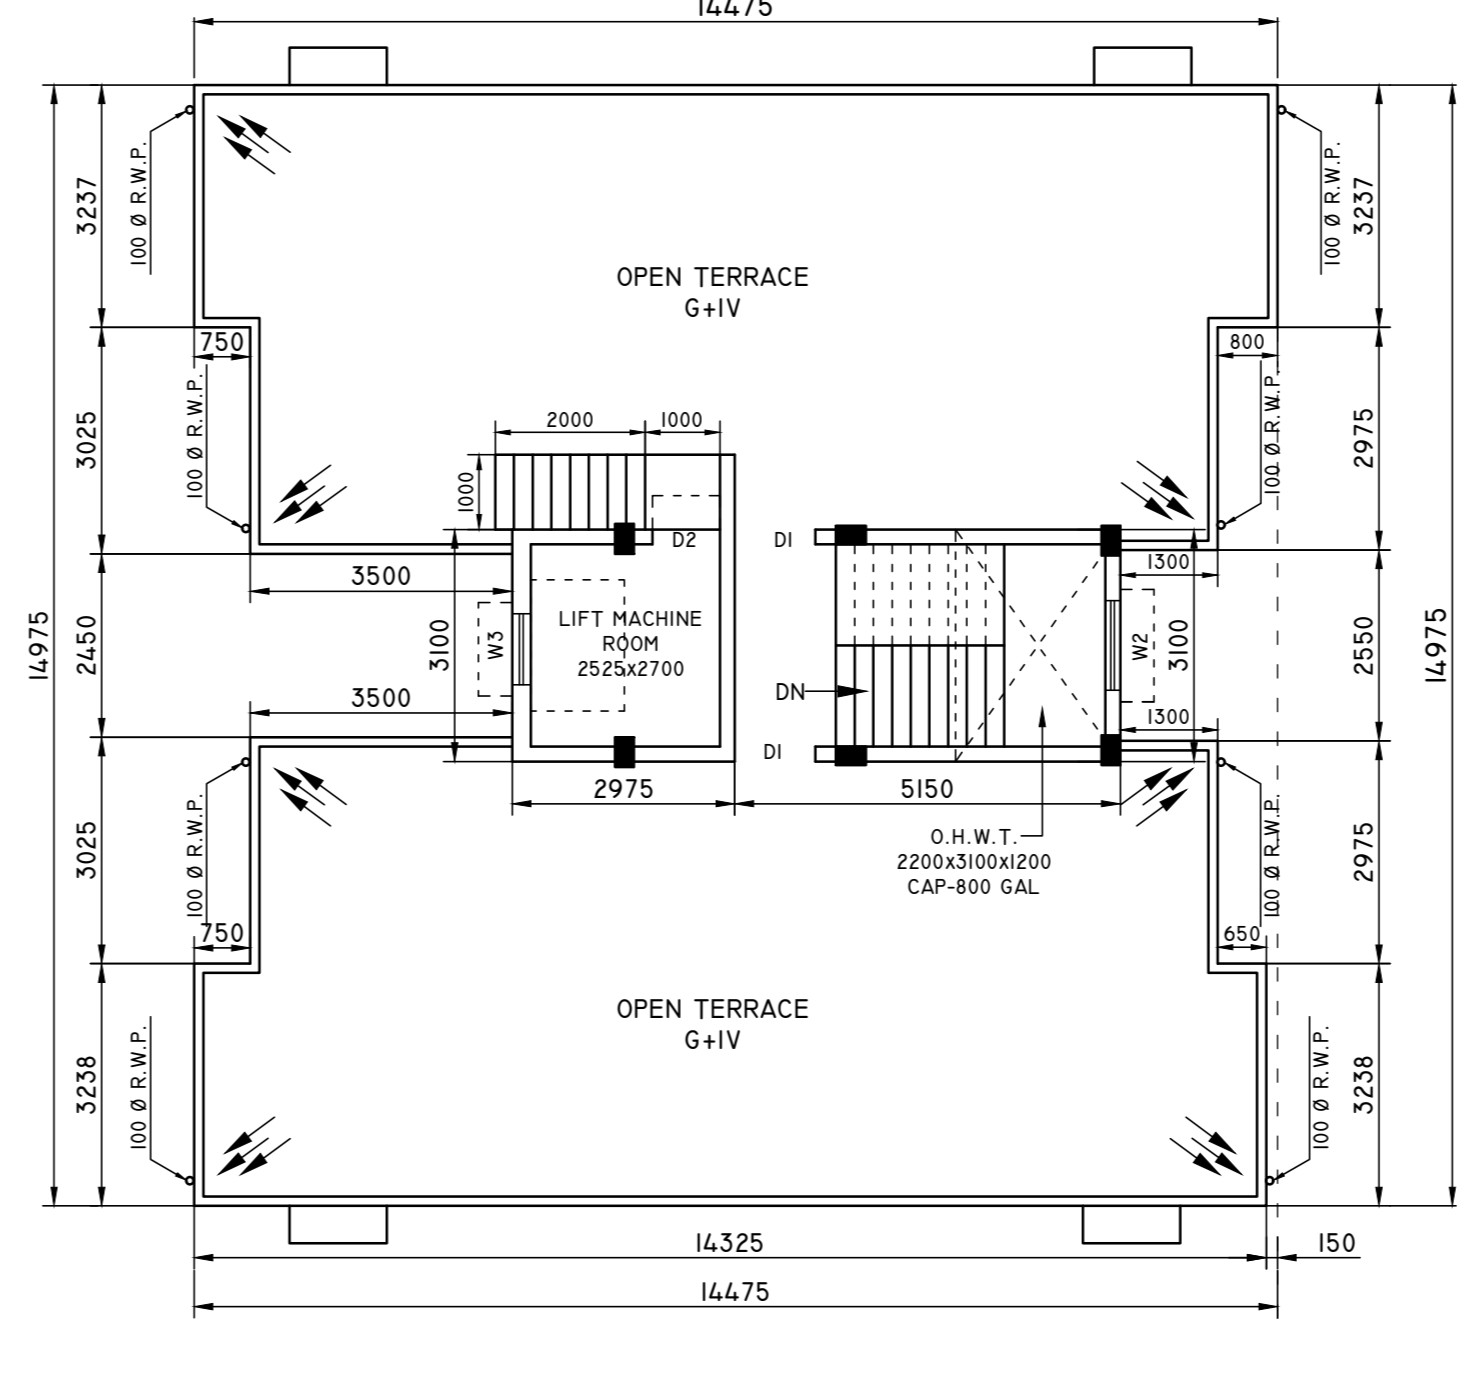 14475
100 Ø R.W.P.
3237
3237
100 Ø R.W.P.
OPEN TERRACE
G+IV
750
800
100 Ø R.W.P.
3025
2975
100 Ø R.W.P.
2000
1000
1000
D2
D1
1300
3500
14975
2450
3100
W3
LIFT MACHINE
ROOM
2525x2700
W2
3100
2550
14975
DN
3500
1300
D1
2975
5150
O.H.W.T.
2200x3100x1200
CAP-800 GAL
100 Ø R.W.P.
3025
2975
100 Ø R.W.P.
750
650
OPEN TERRACE
G+IV
100 Ø R.W.P.
3238
3238
100 Ø R.W.P.
14325
150
14475